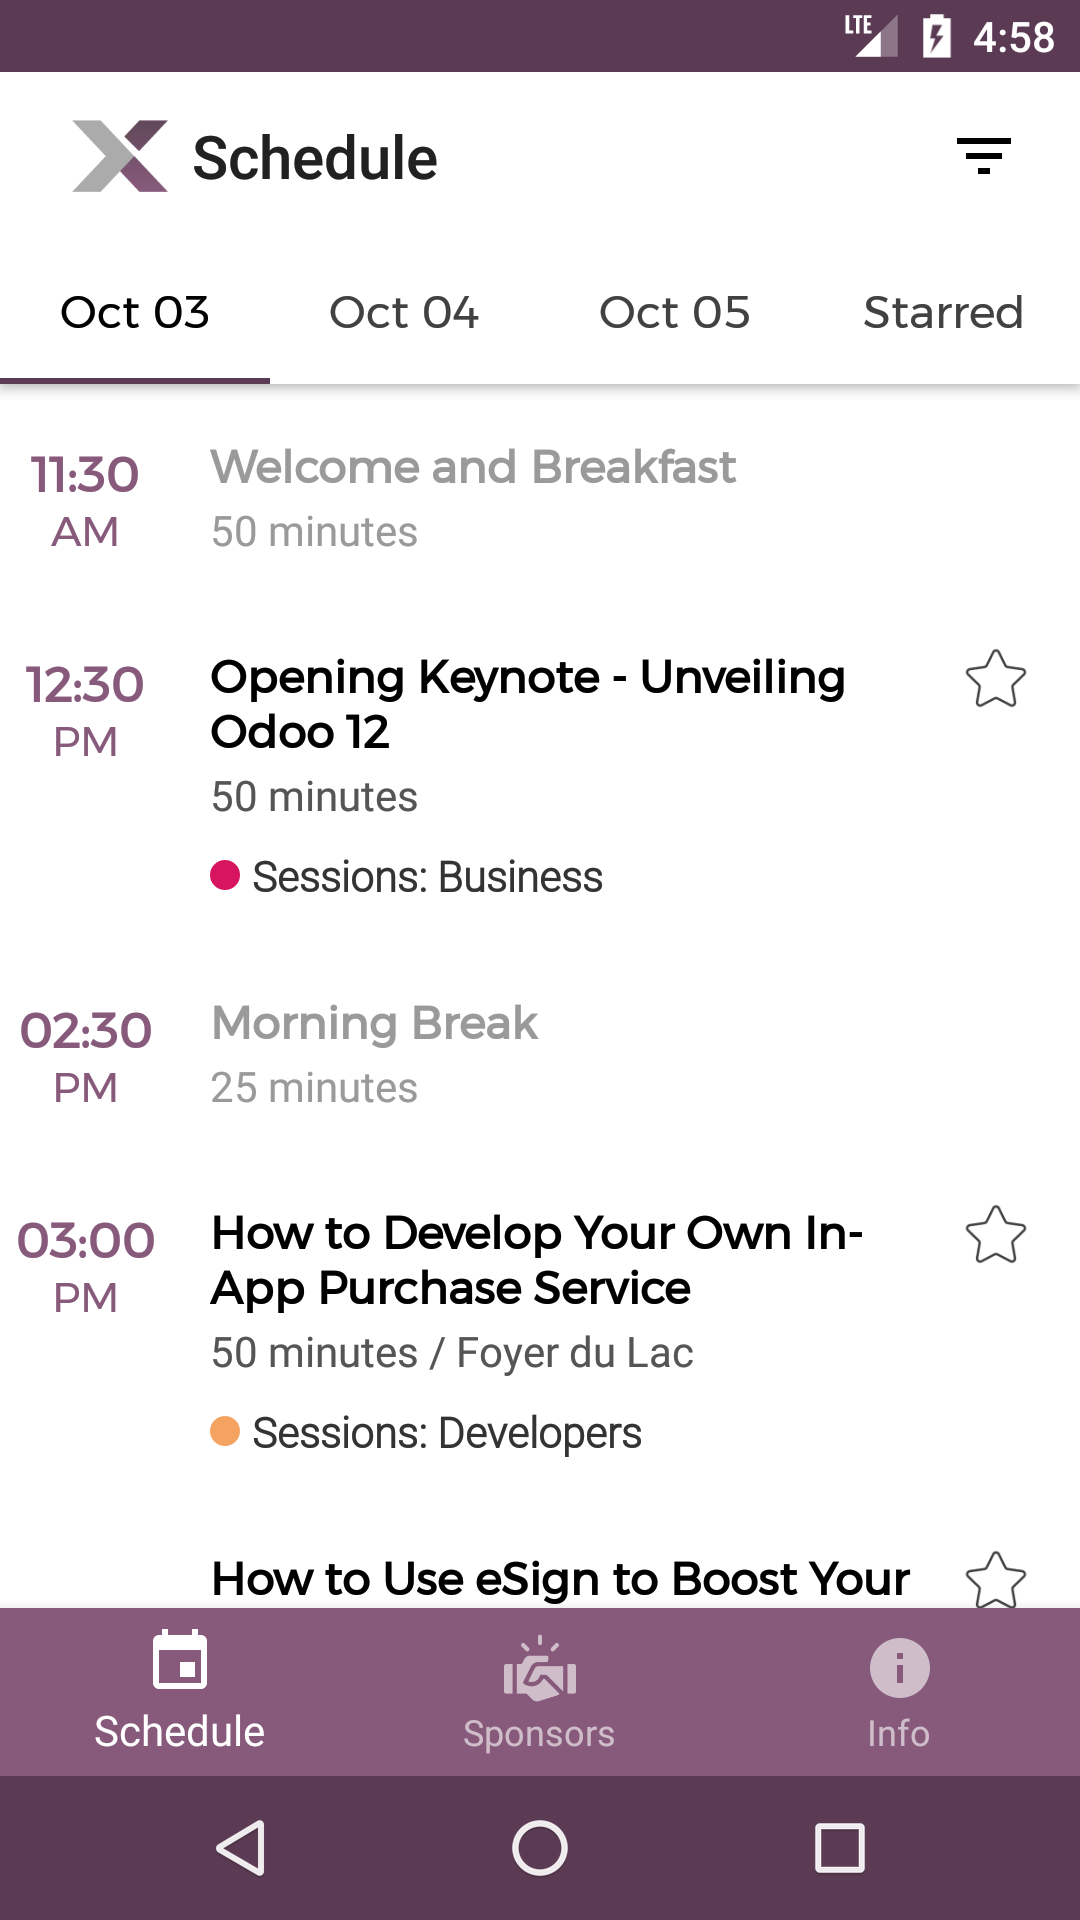 LTE 4:58
Schedule
Oct 03 Oct 04 Oct 05 Starred
11:30 AM
Welcome and Breakfast
50 minutes
12:30 PM
Opening Keynote - Unveiling
Odoo 12
50 minutes
Sessions: Business
02:30 PM
Morning Break
25 minutes
03:00 PM
How to Develop Your Own In-
App Purchase Service
50 minutes / Foyer du Lac
Sessions: Developers
How to Use eSign to Boost Your
Schedule Sponsors Info